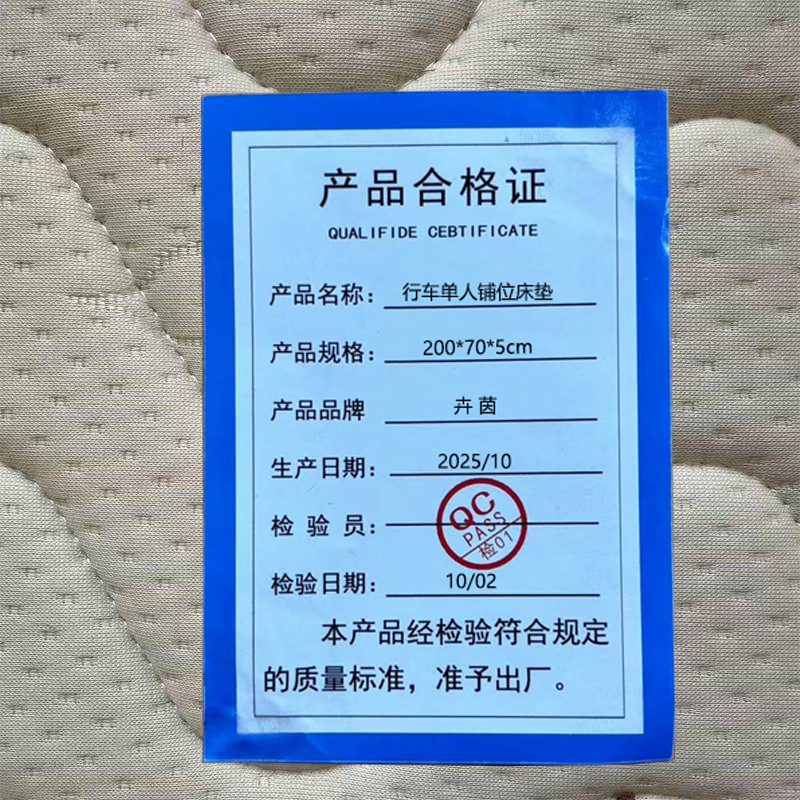 产品合格证
QUALIFIDE CEBTIFICATE
产品名称：行车单人铺位床垫
产品规格：200*70*5cm
产品品牌 卉茵
生产日期：2025/10
检验员：QC PASS 检01
检验日期：10/02
本产品经检验符合规定
的质量标准，准予出厂。